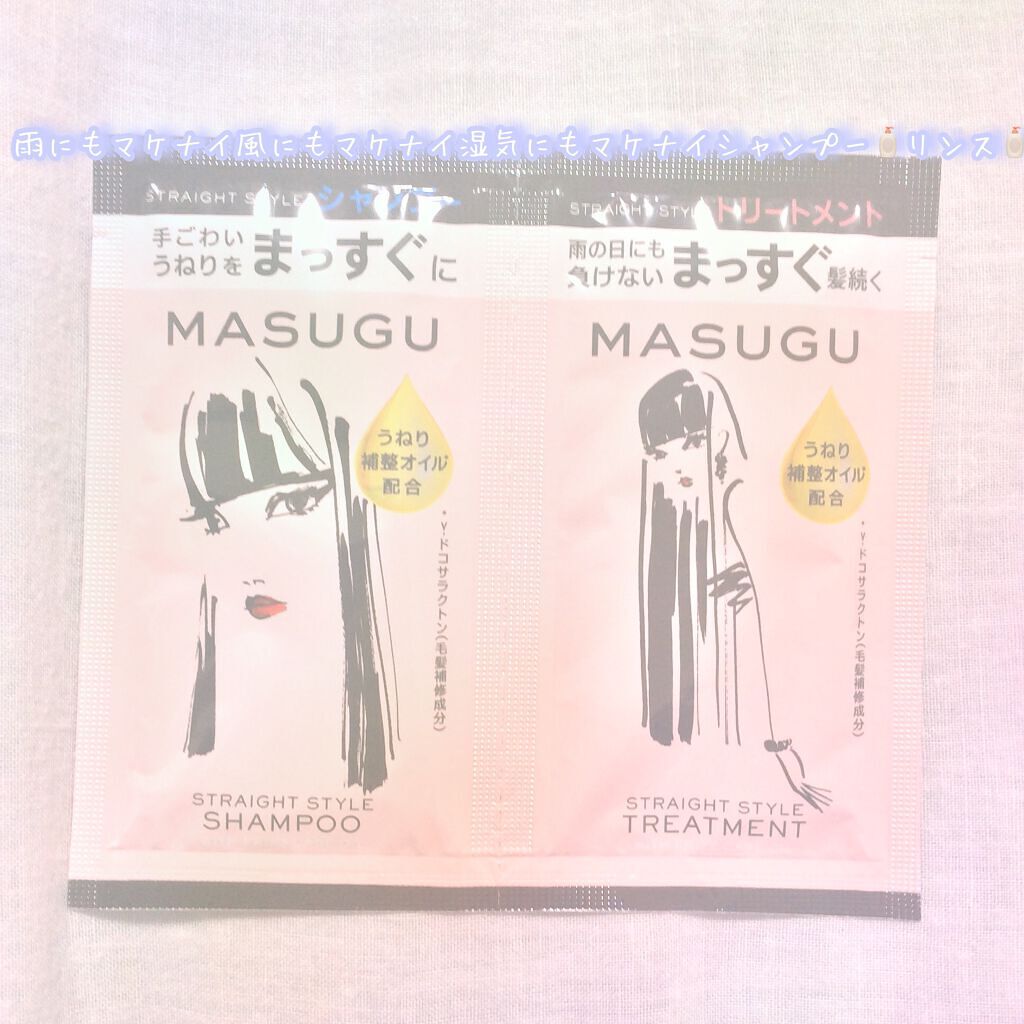 雨にもマケナイ風にもマケナイ湿気にもマケナイシャンプー🧴リンス🧴
STRAIGHT STYLE シャンプー
手ごわい
うねりを まっすぐに
MASUGU
うねり
補整オイル
配合
*γ-ドコサラクトン(毛髪補修成分)
STRAIGHT STYLE
SHAMPOO
STRAIGHT STYLE トリートメント
雨の日にも
負けない まっすぐ髪続く
MASUGU
うねり
補整オイル
配合
*γ-ドコサラクトン(毛髪補修成分)
STRAIGHT STYLE
TREATMENT